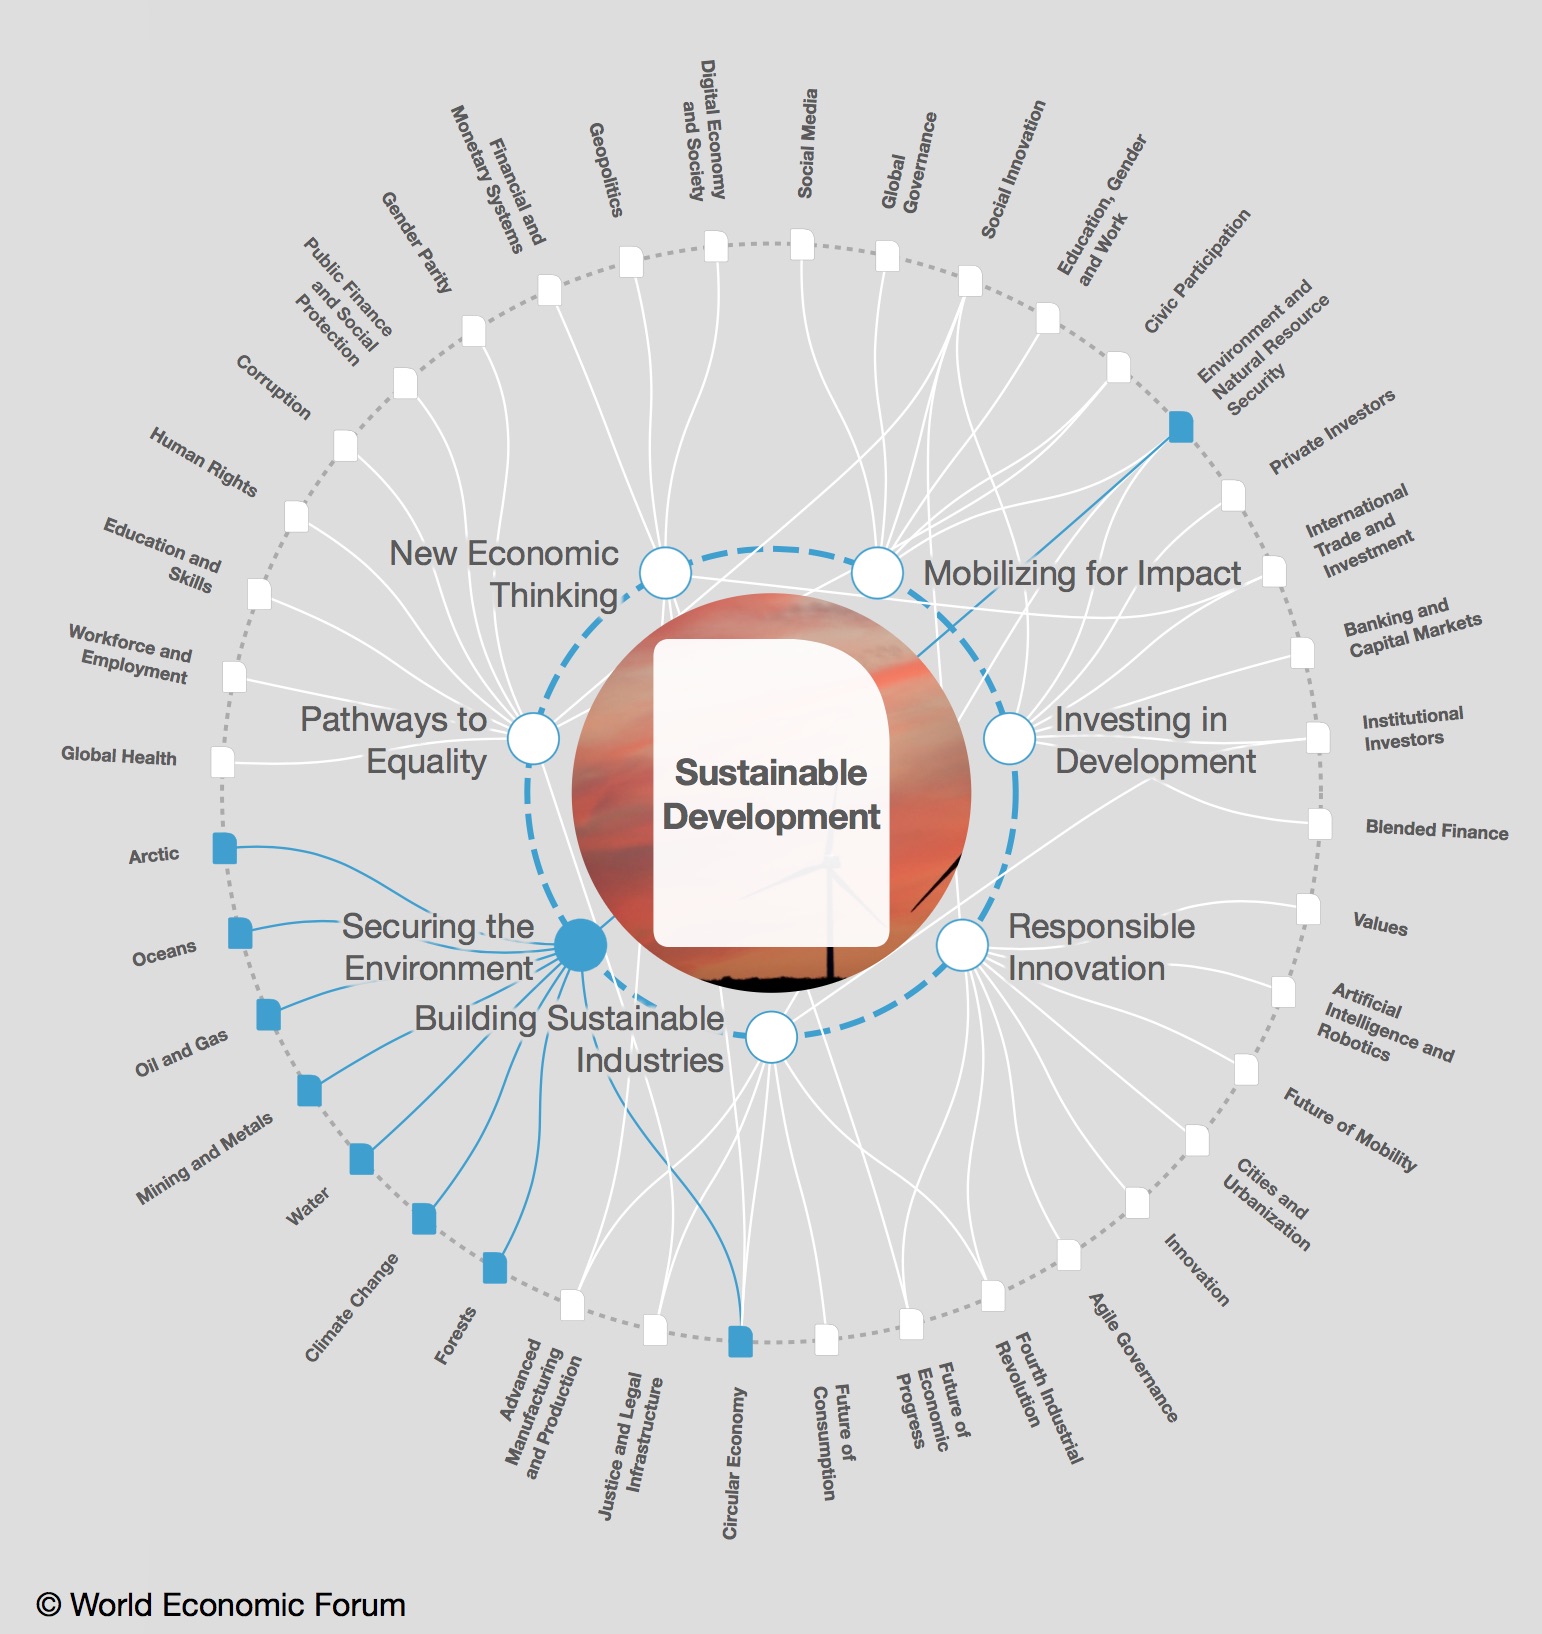 Digital Economy
and Society
Social Media
Global
Governance
Social Innovation
Education, Gender
and Work
Civic Participation
Environment and
Natural Resource
Security
Private Investors
International
Trade and
Investment
Banking and
Capital Markets
Institutional
Investors
Blended Finance
Values
Artificial
Intelligence and
Robotics
Future of Mobility
Cities and
Urbanization
Innovation
Agile Governance
Fourth Industrial
Revolution
Future of
Economic
Progress
Future of
Consumption
Circular Economy
Justice and Legal
Infrastructure
Advanced
Manufacturing
and Production
Forests
Climate Change
Water
Mining and Metals
Oil and Gas
Oceans
Arctic
Global Health
Workforce and
Employment
Education and
Skills
Human Rights
Corruption
Public Finance
and Social
Protection
Gender Parity
Financial and
Monetary Systems
Geopolitics
New Economic
Thinking
Mobilizing for Impact
Pathways to
Equality
Investing in
Development
Sustainable
Development
Securing the
Environment
Responsible
Innovation
Building Sustainable
Industries
© World Economic Forum